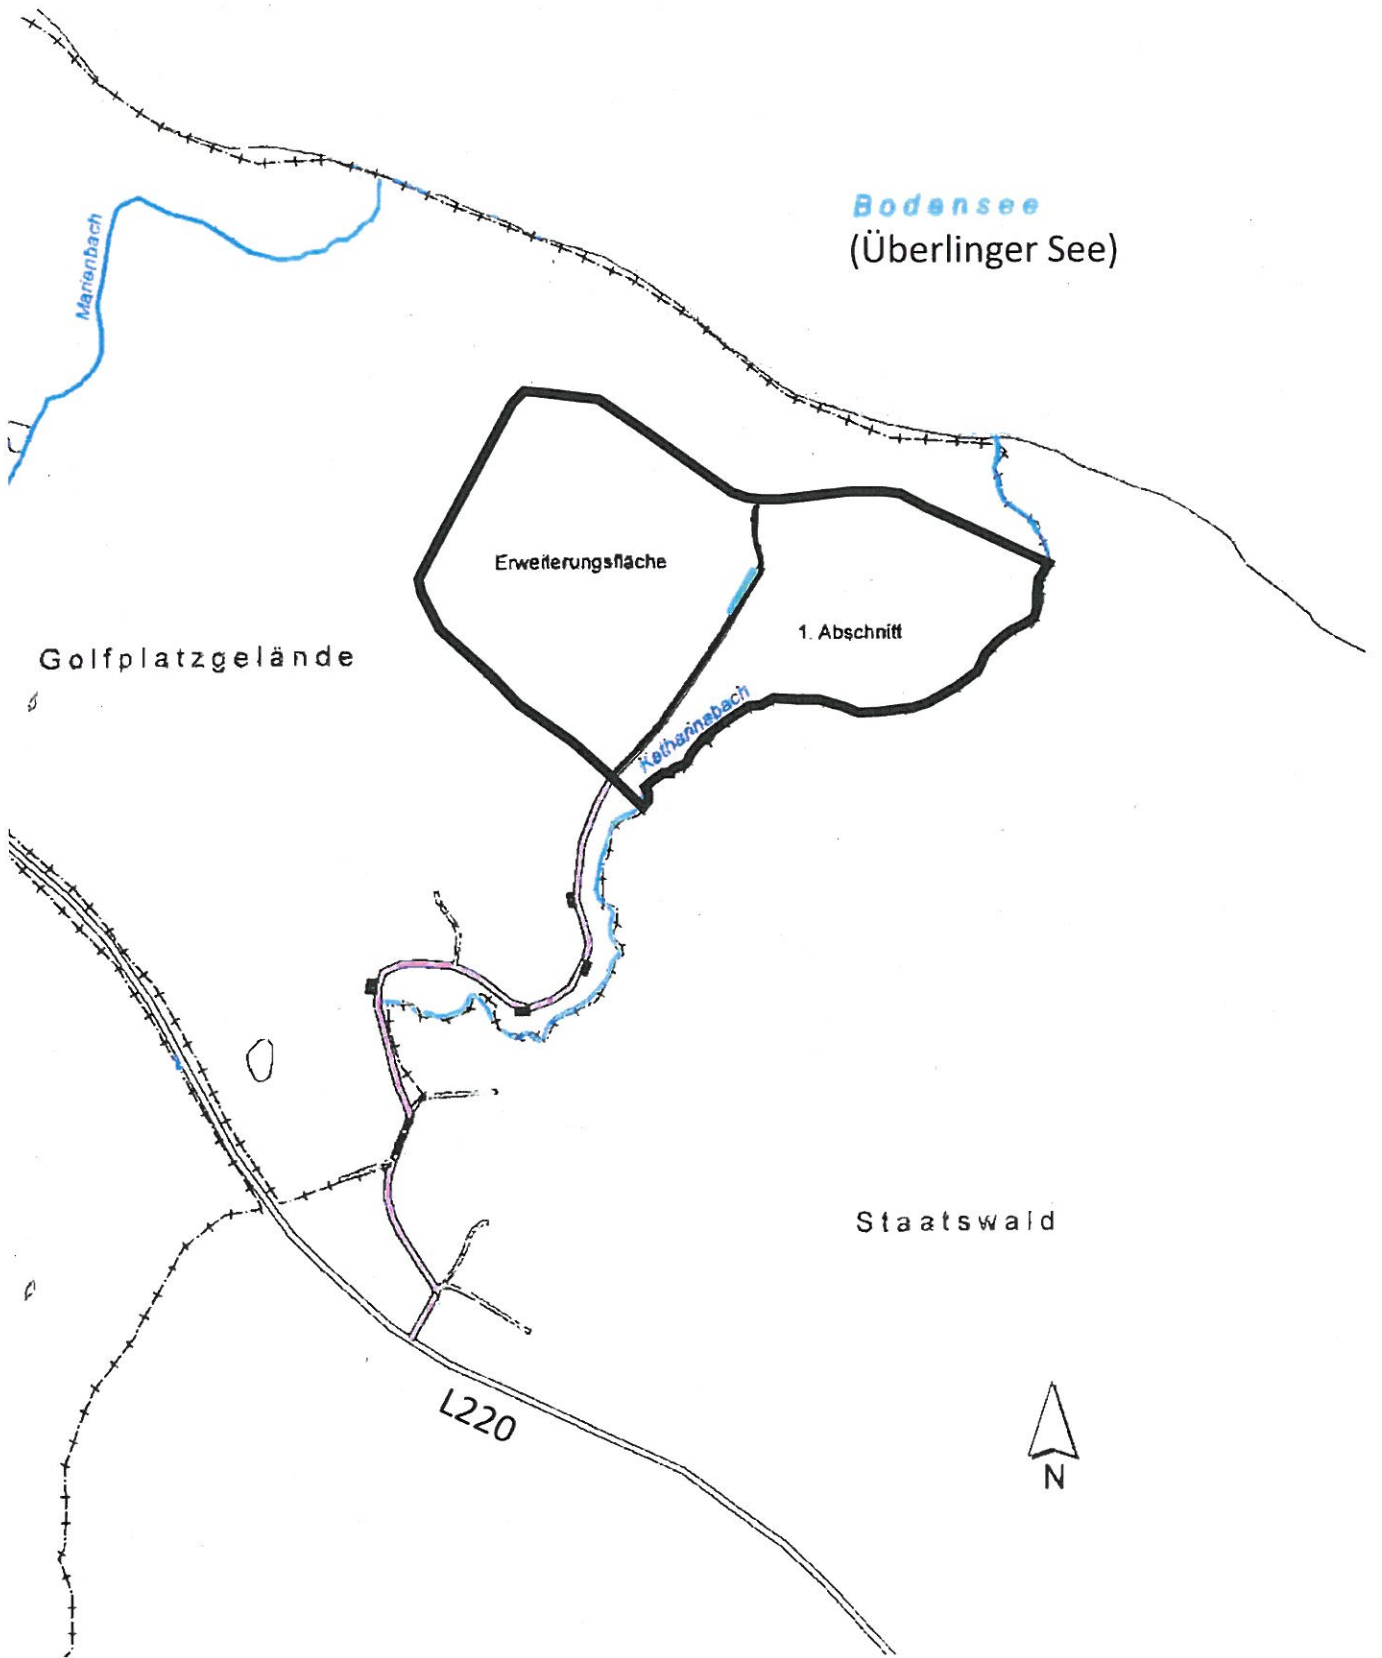 Bodensee
(Überlinger See)
Marienbach
Erweiterungsfläche
1. Abschnitt
Golfplatzgelände
Katharinabach
Staatswald
L220
N